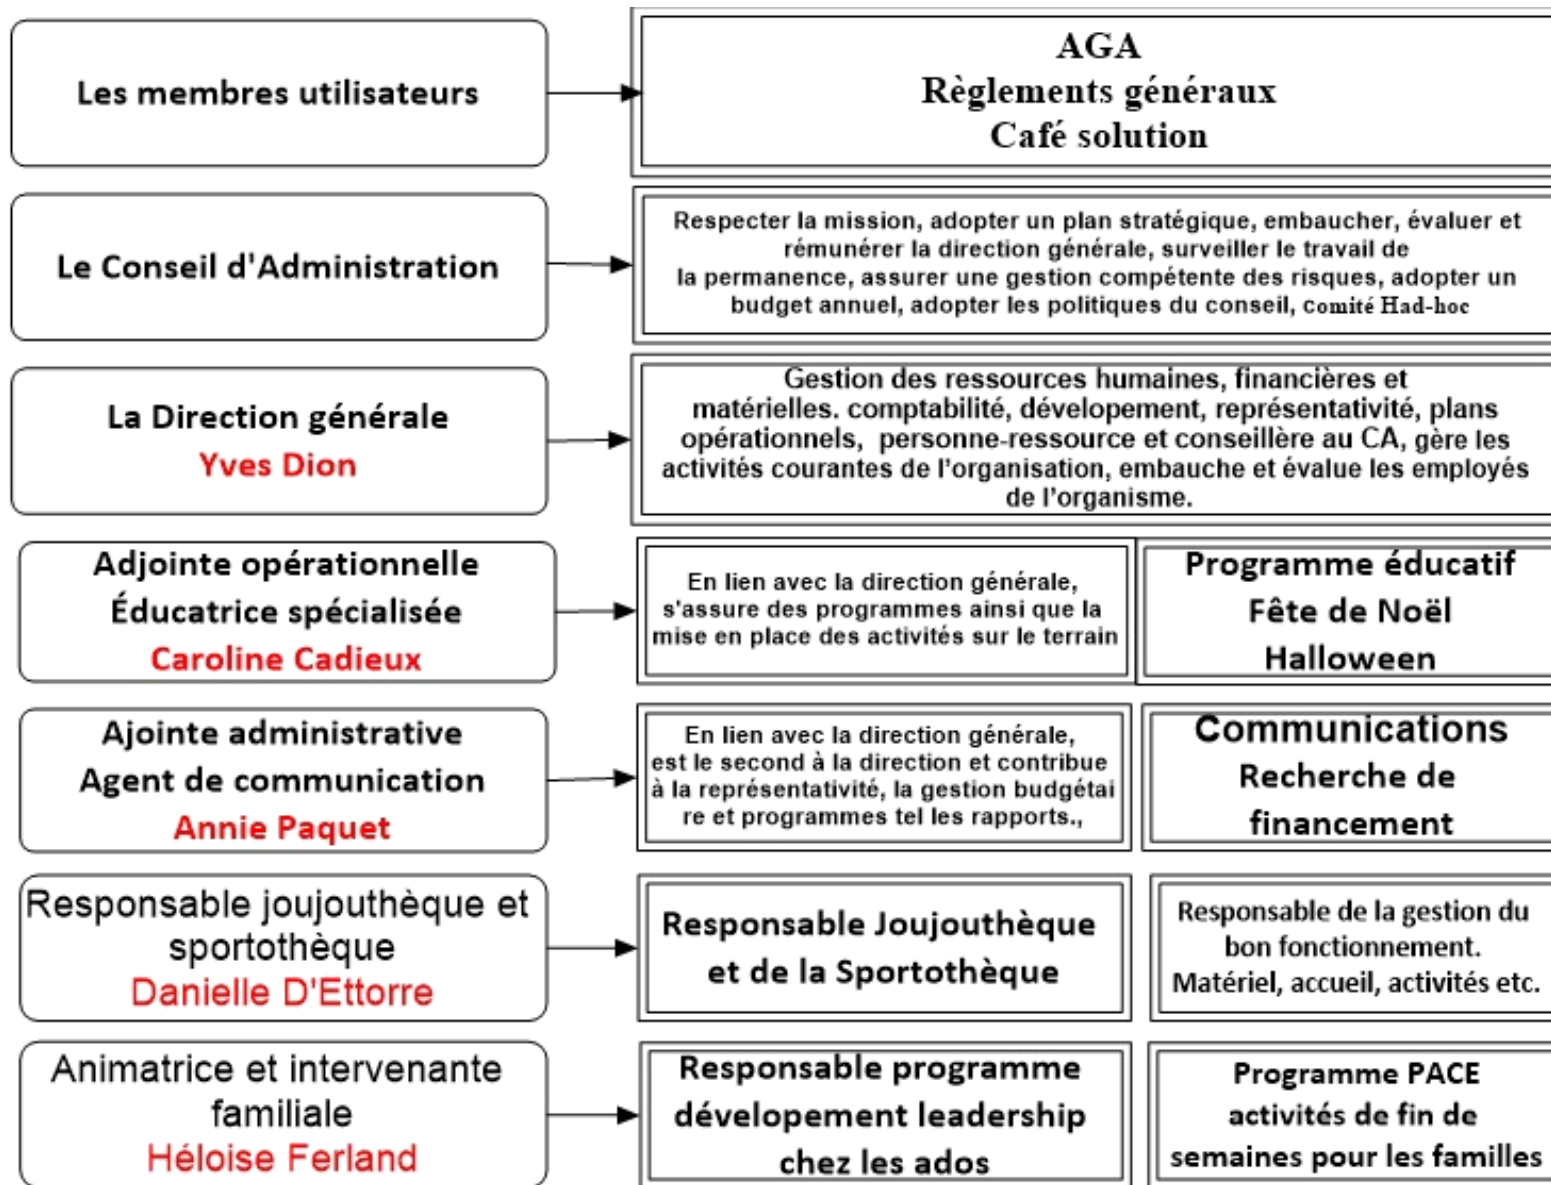 Les membres utilisateurs
AGA
Règlements généraux
Café solution
Le Conseil d'Administration
Respecter la mission, adopter un plan stratégique, embaucher, évaluer et
rémunérer la direction générale, surveiller le travail de
la permanence, assurer une gestion compétente des risques, adopter un
budget annuel, adopter les politiques du conseil, comité Had-hoc
La Direction générale
Yves Dion
Gestion des ressources humaines, financières et
matérielles. comptabilité, dévelopement, représentativité, plans
opérationnels, personne-ressource et conseillère au CA, gère les
activités courantes de l'organisation, embauche et évalue les employés
de l'organisme.
Adjointe opérationnelle
Éducatrice spécialisée
Caroline Cadieux
En lien avec la direction générale,
s'assure des programmes ainsi que la
mise en place des activités sur le terrain
Programme éducatif
Fête de Noël
Halloween
Ajointe administrative
Agent de communication
Annie Paquet
En lien avec la direction générale,
est le second à la direction et contribue
à la représentativité, la gestion budgétai
re et programmes tel les rapports.,
Communications
Recherche de
financement
Responsable joujouthèque et
sportothèque
Danielle D'Ettorre
Responsable Joujouthèque
et de la Sportothèque
Responsable de la gestion du
bon fonctionnement.
Matériel, accueil, activités etc.
Animatrice et intervenante
familiale
Héloise Ferland
Responsable programme
dévelopement leadership
chez les ados
Programme PACE
activités de fin de
semaines pour les familles